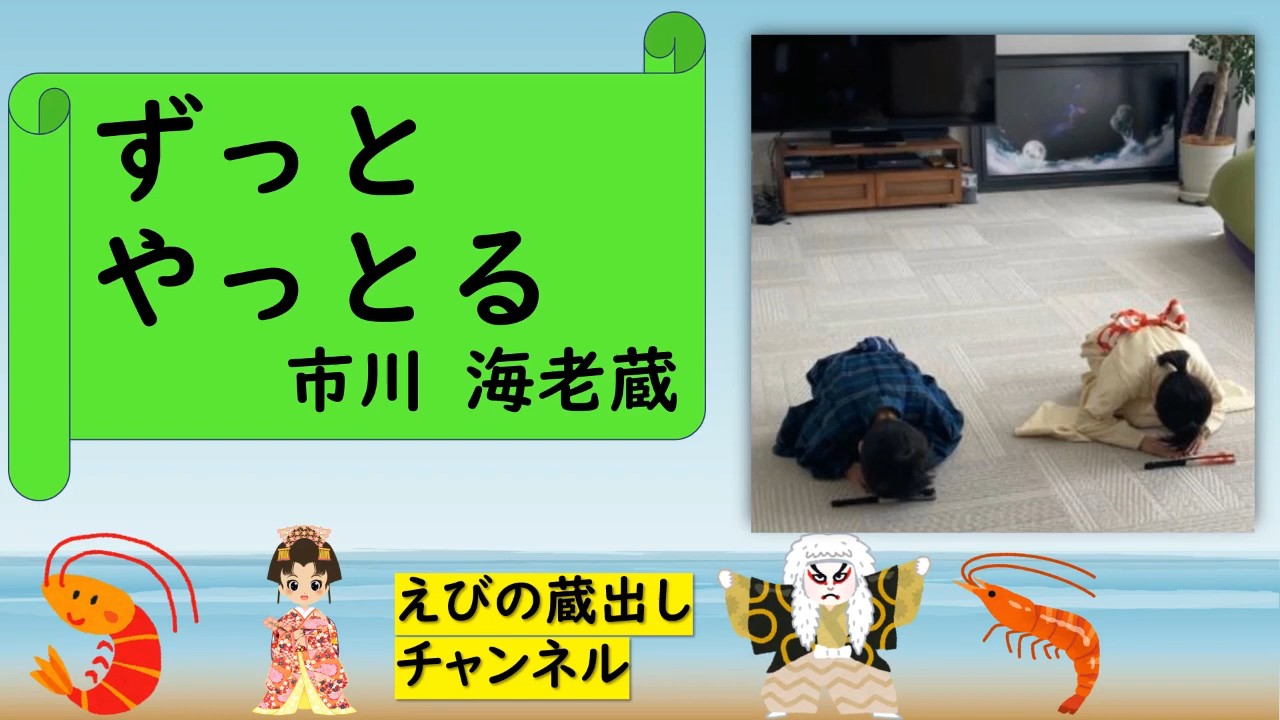 ずっと
やっとる
市川 海老蔵
えびの蔵出し
チャンネル